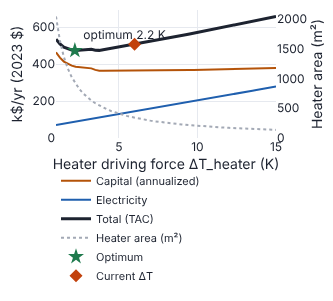 k$/yr (2023 $)
600
400
200
0
optimum 2.2 K
2000
1500
1000
500
0
Heater area (m²)
5
10
15
Heater driving force ΔT_heater (K)
Capital (annualized)
Electricity
Total (TAC)
Heater area (m²)
Optimum
Current ΔT